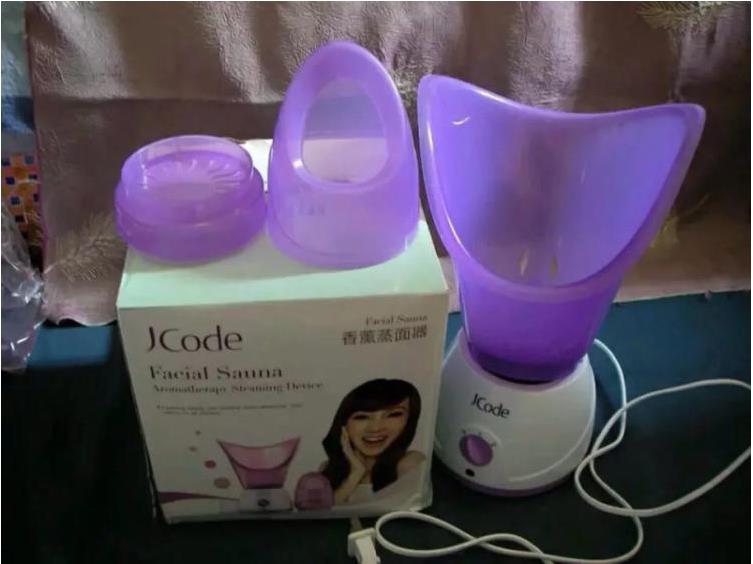 JCode
Facial Sauna
香薰蒸面器
Facial Sauna
Aromatherapy Steaming Device
JCode